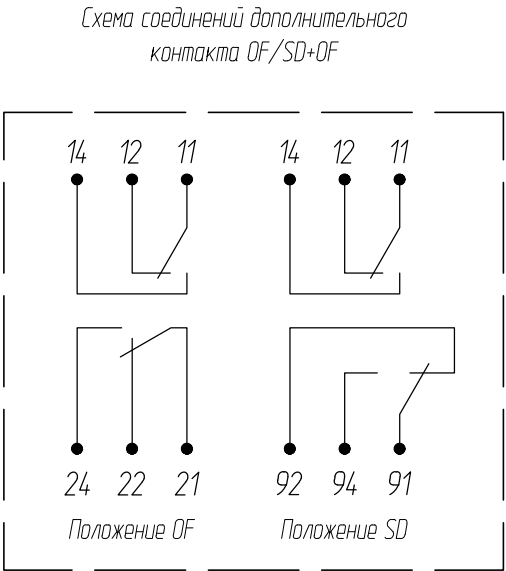 Схема соединений дополнительного
контакта OF/SD+OF
14 12 11 14 12 11
24 22 21 92 94 91
Положение OF Положение SD